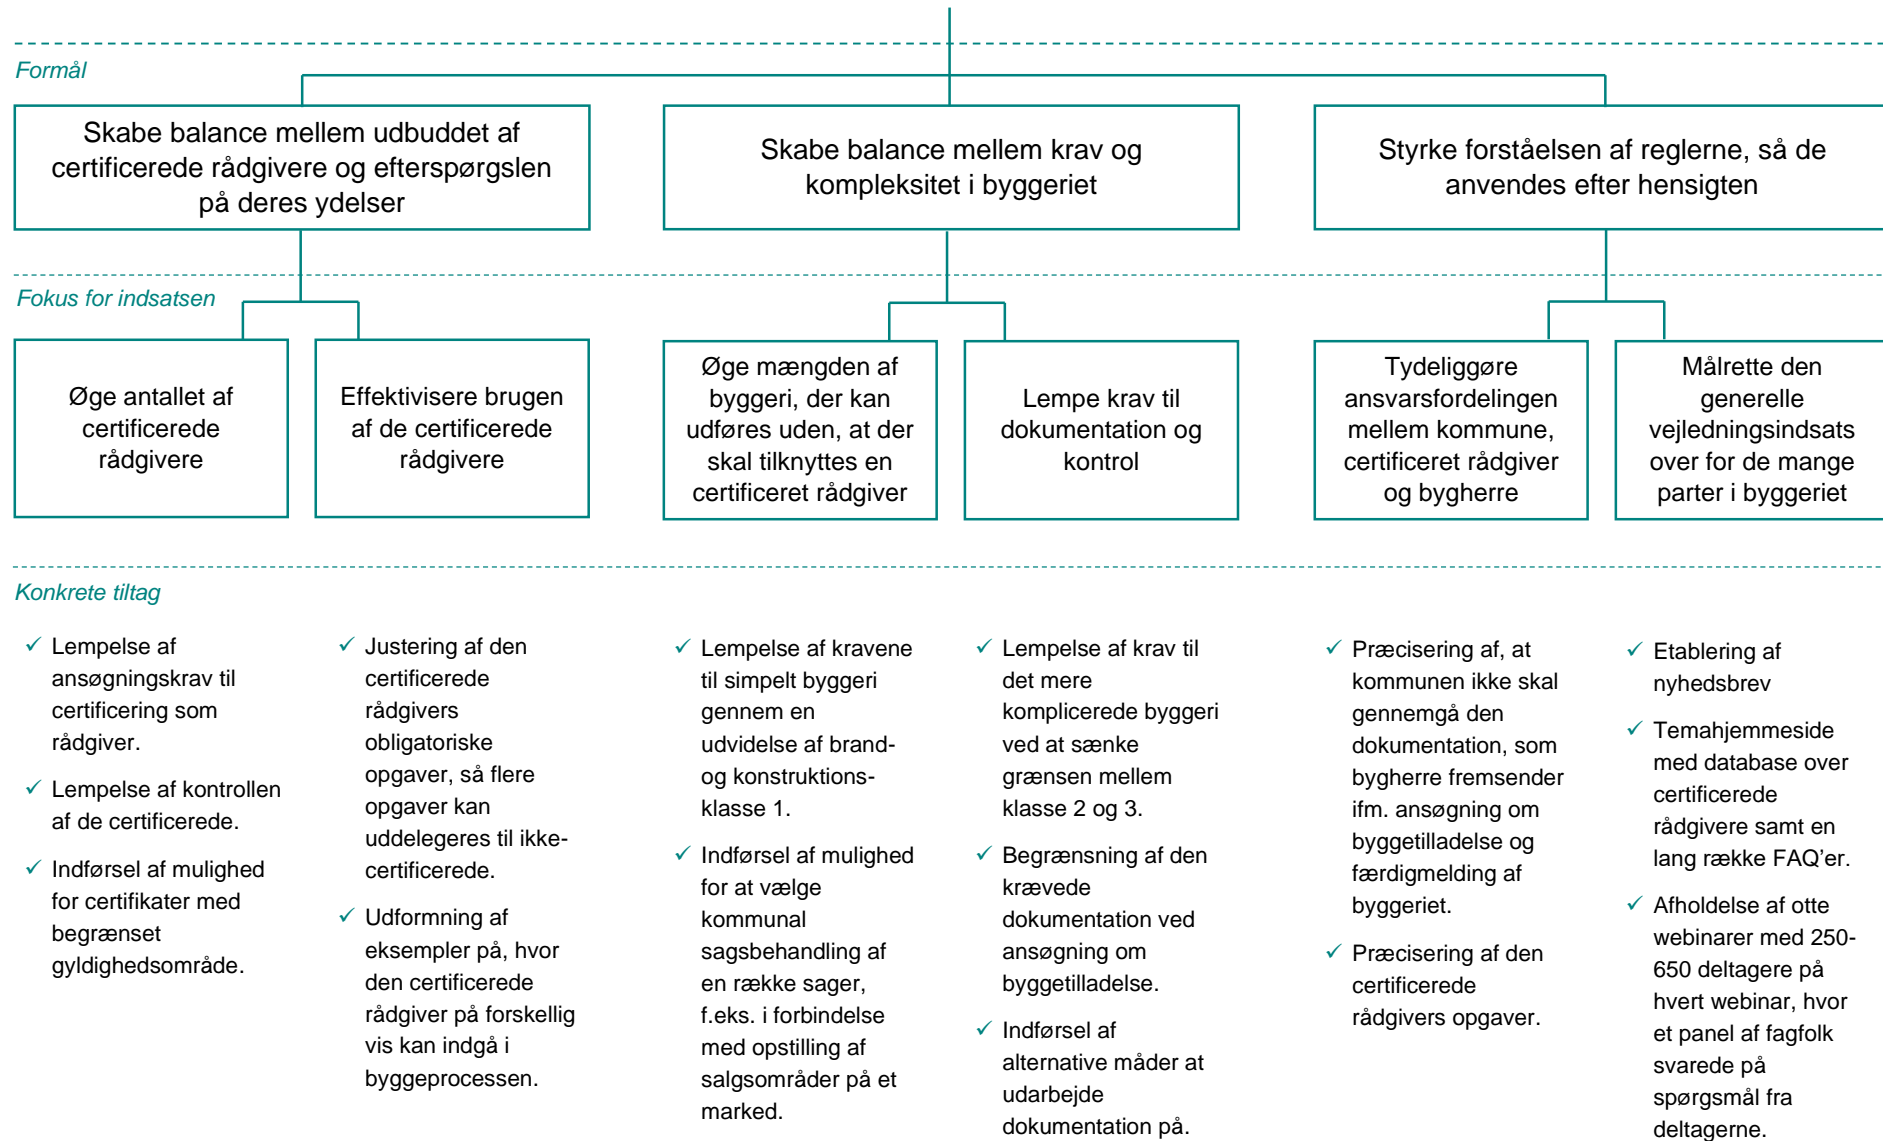 Formål
Skabe balance mellem udbuddet af
certificerede rådgivere og efterspørgslen
på deres ydelser
Skabe balance mellem krav og
kompleksitet i byggeriet
Styrke forståelsen af reglerne, så de
anvendes efter hensigten
Fokus for indsatsen
Øge antallet af
certificerede
rådgivere
Effektivisere brugen
af de certificerede
rådgivere
Øge mængden af
byggeri, der kan
udføres uden, at der
skal tilknyttes en
certificeret rådgiver
Lempe krav til
dokumentation og
kontrol
Tydeliggøre
ansvarsfordelingen
mellem kommune,
certificeret rådgiver
og bygherre
Målrette den
generelle
vejledningsindsats
over for de mange
parter i byggeriet
Konkrete tiltag
✓ Lempelse af
ansøgningskrav til
certificering som
rådgiver.
✓ Lempelse af kontrollen
af de certificerede.
✓ Indførsel af mulighed
for certifikater med
begrænset
gyldighedsområde.
✓ Justering af den
certificerede
rådgivers
obligatoriske
opgaver, så flere
opgaver kan
uddelegeres til ikke-
certificerede.
✓ Udformning af
eksempler på, hvor
den certificerede
rådgiver på forskellig
vis kan indgå i
byggeprocessen.
✓ Lempelse af kravene
til simpelt byggeri
gennem en
udvidelse af brand-
og konstruktions-
klasse 1.
✓ Indførsel af mulighed
for at vælge
kommunal
sagsbehandling af
en række sager,
f.eks. i forbindelse
med opstilling af
salgsområder på et
marked.
✓ Lempelse af krav til
det mere
komplicerede byggeri
ved at sænke
grænsen mellem
klasse 2 og 3.
✓ Begrænsning af den
krævede
dokumentation ved
ansøgning om
byggetilladelse.
✓ Indførsel af
alternative måder at
udarbejde
dokumentation på.
✓ Præcisering af, at
kommunen ikke skal
gennemgå den
dokumentation, som
bygherre fremsender
ifm. ansøgning om
byggetilladelse og
færdigmelding af
byggeriet.
✓ Præcisering af den
certificerede
rådgivers opgaver.
✓ Etablering af
nyhedsbrev
✓ Temahjemmeside
med database over
certificerede
rådgivere samt en
lang række FAQ’er.
✓ Afholdelse af otte
webinarer med 250-
650 deltagere på
hvert webinar, hvor
et panel af fagfolk
svarede på
spørgsmål fra
deltagerne.